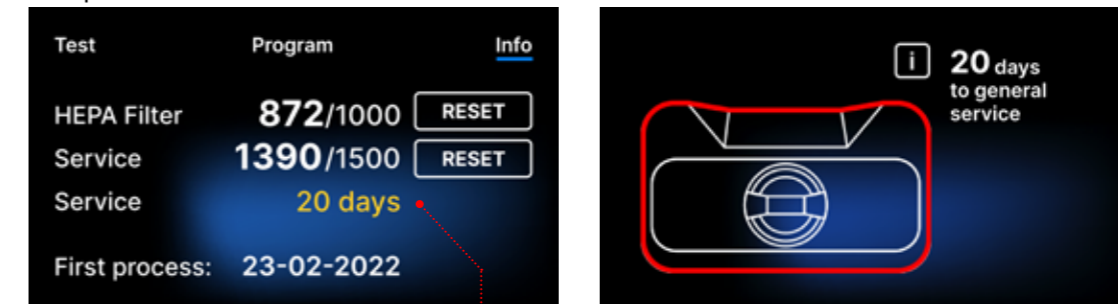 Test Program Info
HEPA Filter 872/1000 RESET
Service 1390/1500 RESET
Service 20 days
First process: 23-02-2022
i 20 days
to general
service